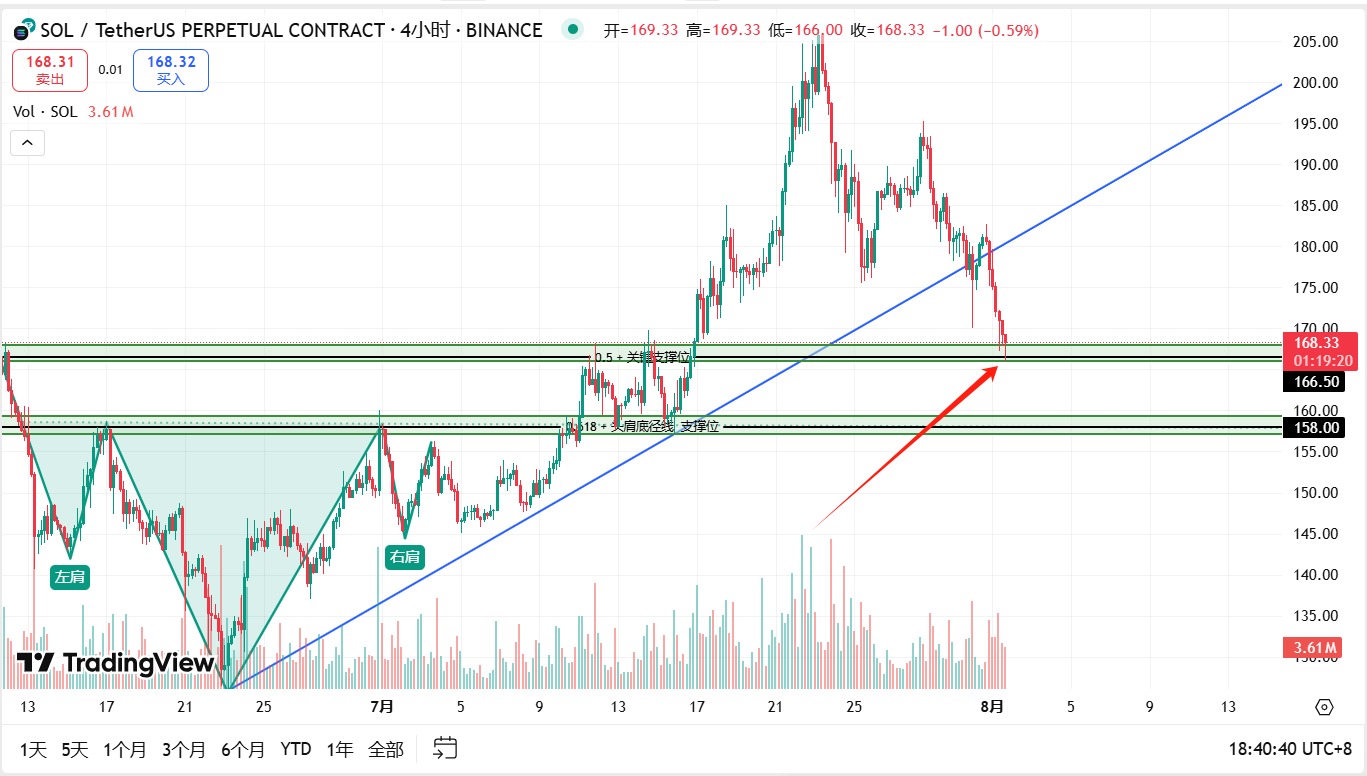 SOL / TetherUS PERPETUAL CONTRACT · 4小时 · BINANCE 开=169.33 高=169.33 低=166.00 收=168.33 −1.00 (−0.59%)
168.31 卖出 0.01 168.32 买入
Vol · SOL 3.61 M
205.00
200.00
195.00
190.00
185.00
180.00
175.00
170.00
168.33
01:19:20
166.50
160.00
158.00
155.00
150.00
145.00
140.00
135.00
3.61 M
130.00
0.5 + 关键支撑位
0.618 + 头肩底径线 支撑位
左肩
右肩
TradingView
13 17 21 25 7月 5 9 13 17 21 25 8月 5 9 13
1天 5天 1个月 3个月 6个月 YTD 1年 全部
18:40:40 UTC+8